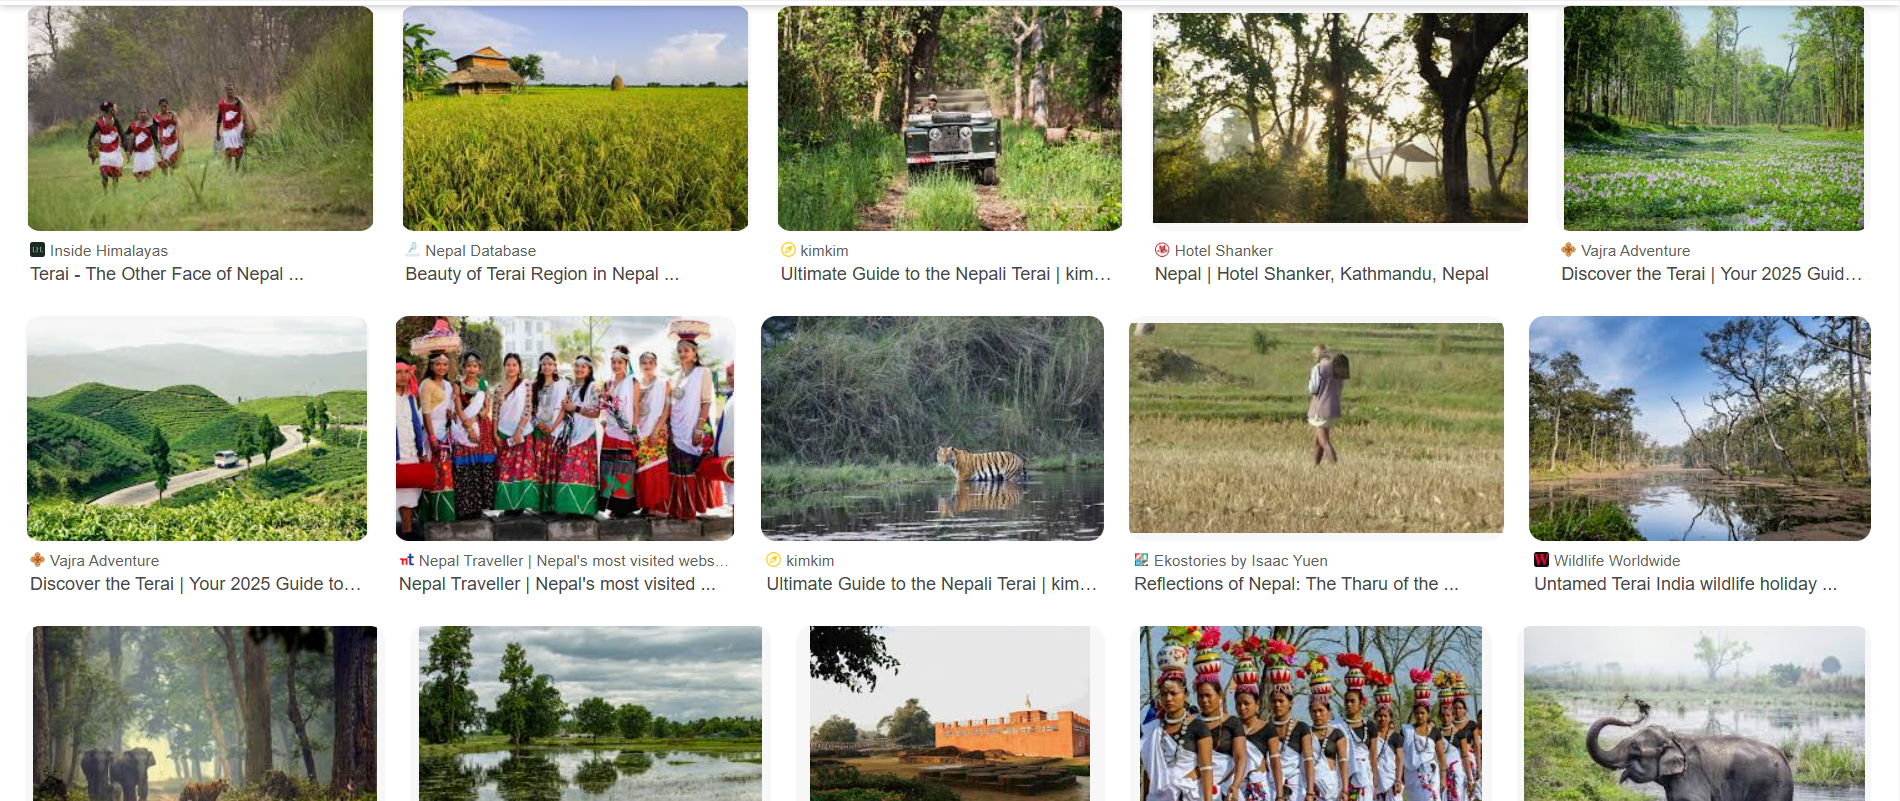 Inside Himalayas
Terai - The Other Face of Nepal ...
Nepal Database
Beauty of Terai Region in Nepal ...
kimkim
Ultimate Guide to the Nepali Terai | kim...
Hotel Shanker
Nepal | Hotel Shanker, Kathmandu, Nepal
Vajra Adventure
Discover the Terai | Your 2025 Guid...
Vajra Adventure
Discover the Terai | Your 2025 Guide to...
nt Nepal Traveller | Nepal's most visited webs...
Nepal Traveller | Nepal's most visited ...
kimkim
Ultimate Guide to the Nepali Terai | kim...
Ekostories by Isaac Yuen
Reflections of Nepal: The Tharu of the ...
W Wildlife Worldwide
Untamed Terai India wildlife holiday ...